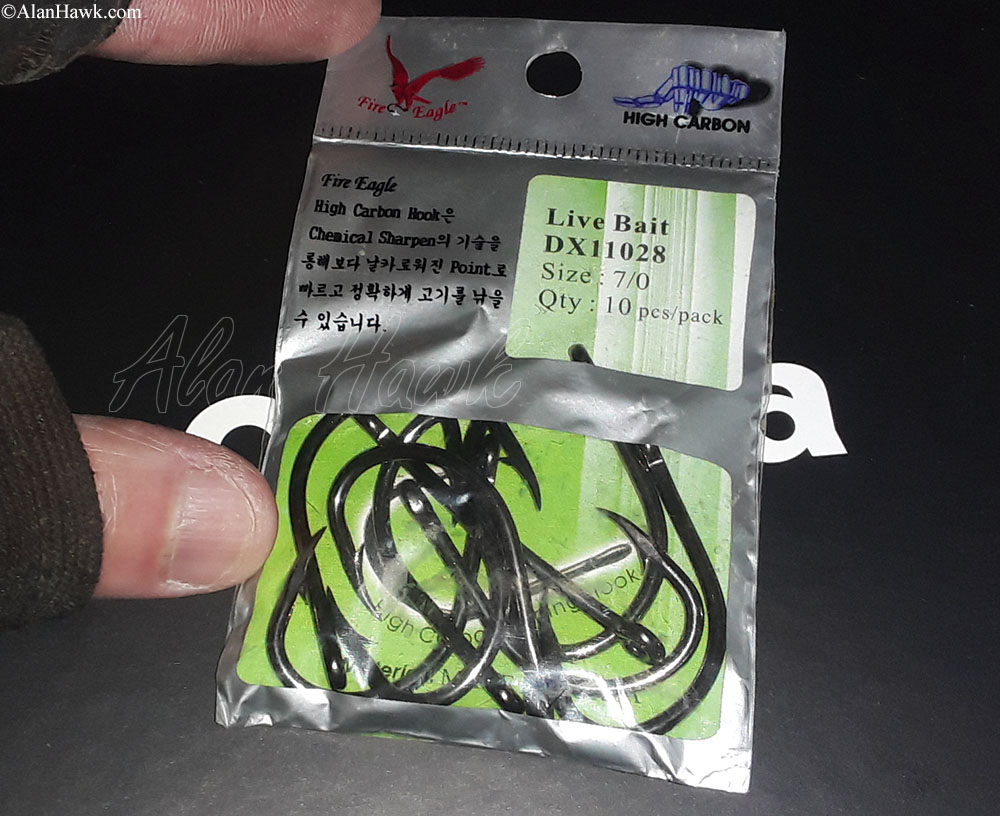 ©AlanHawk.com
Fire Eagle™
HIGH CARBON
Fire Eagle
High Carbon Hook은
Chemical Sharpen의 기술을
통해보다 날카로워진 Point로
빠르고 정확하게 고기를 낚을
수 있습니다.
Live Bait
DX11028
Size : 7/0
Qty : 10 pcs/pack
Alan Hawk
a
High